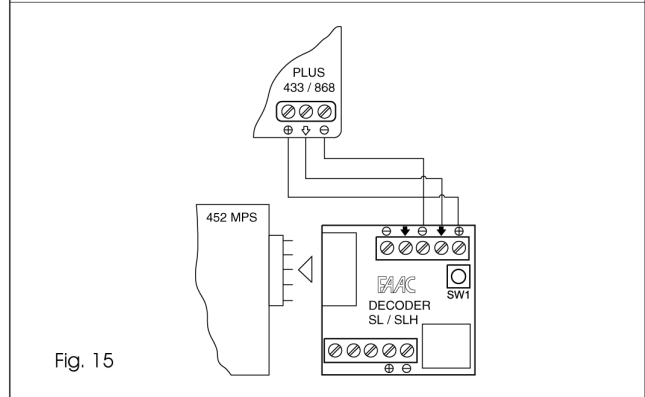 PLUS
433 / 868
⊕ ⇩ ⊖
452 MPS
⊖ ⬇ ⊖ ⬇ ⊕
FAAC
SW1
DECODER
SL / SLH
⊕ ⊖
Fig. 15